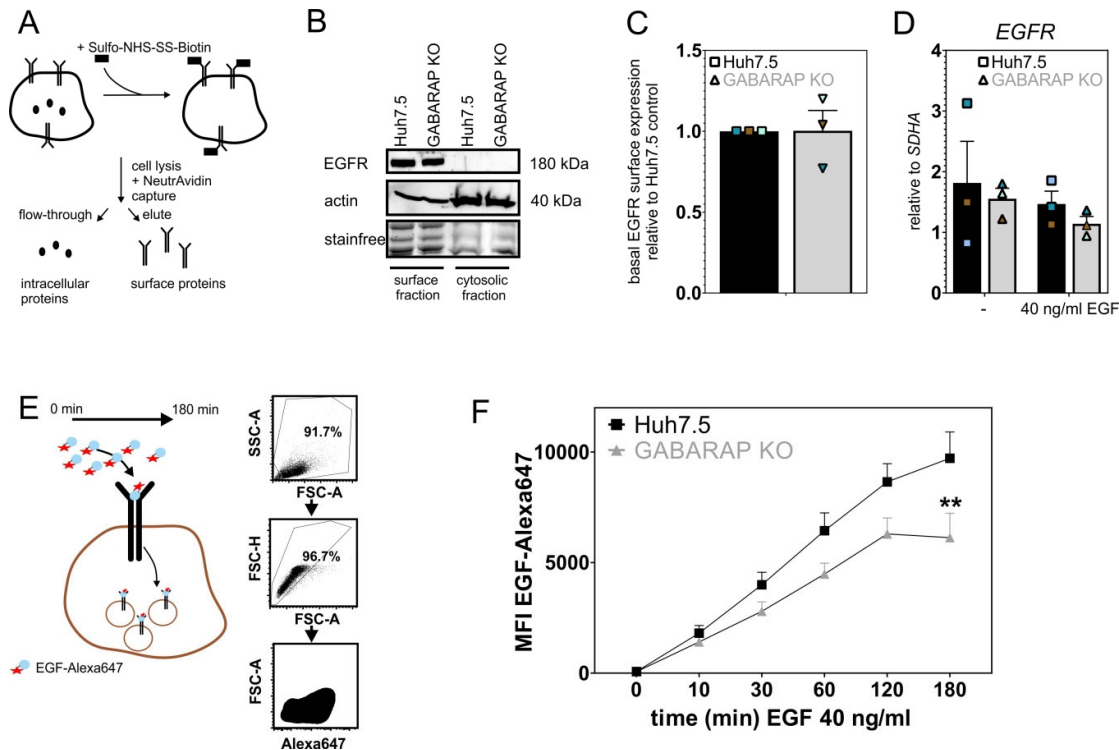 A
+ Sulfo-NHS-SS-Biotin
cell lysis
+ NeutrAvidin
capture
flow-through
elute
intracellular
proteins
surface proteins
B
Huh7.5
GABARAP KO
Huh7.5
GABARAP KO
EGFR
180 kDa
actin
40 kDa
stainfree
surface
fraction
cytosolic
fraction
C
basal EGFR surface expression
relative to Huh7.5 control
1.5
1.0
0.5
0.0
Huh7.5
GABARAP KO
D
EGFR
relative to SDHA
4
3
2
1
0
Huh7.5
GABARAP KO
-
40 ng/ml EGF
E
0 min
180 min
EGF-Alexa647
SSC-A
91.7%
FSC-A
FSC-H
96.7%
FSC-A
FSC-A
Alexa647
F
MFI EGF-Alexa647
10000
5000
0
Huh7.5
GABARAP KO
**
0 10 30 60 120 180
time (min) EGF 40 ng/ml